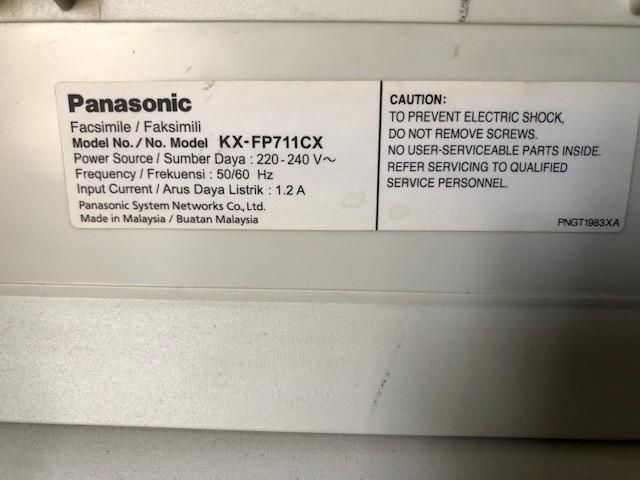 Panasonic
Facsimile / Faksimili
Model No. / No. Model KX-FP711CX
Power Source / Sumber Daya : 220-240 V∼
Frequency / Frekuensi : 50/60 Hz
Input Current / Arus Daya Listrik : 1.2 A
Panasonic System Networks Co., Ltd.
Made in Malaysia / Buatan Malaysia
CAUTION:
TO PREVENT ELECTRIC SHOCK,
DO NOT REMOVE SCREWS.
NO USER-SERVICEABLE PARTS INSIDE.
REFER SERVICING TO QUALIFIED
SERVICE PERSONNEL.
PNGT1983XA